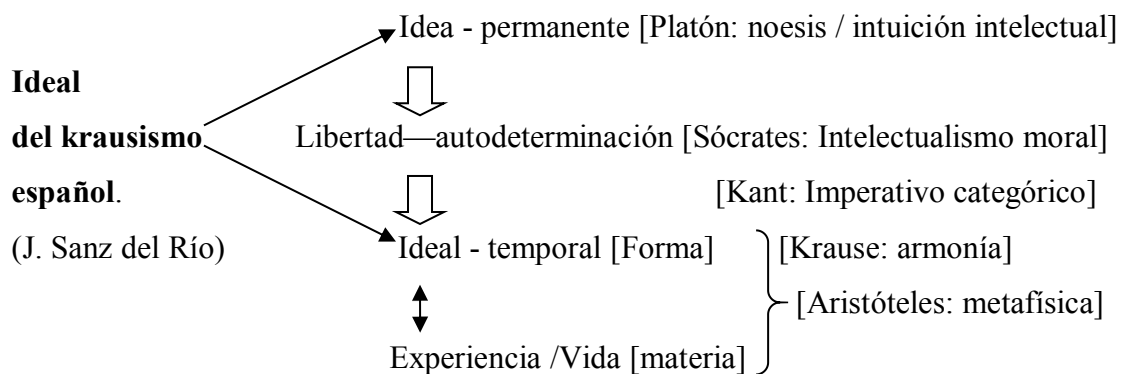 Idea - permanente [Platón: noesis / intuición intelectual]
Ideal
del krausismo Libertad—autodeterminación [Sócrates: Intelectualismo moral]
español. [Kant: Imperativo categórico]
(J. Sanz del Río) Ideal - temporal [Forma] [Krause: armonía]
[Aristóteles: metafísica]
Experiencia /Vida [materia]